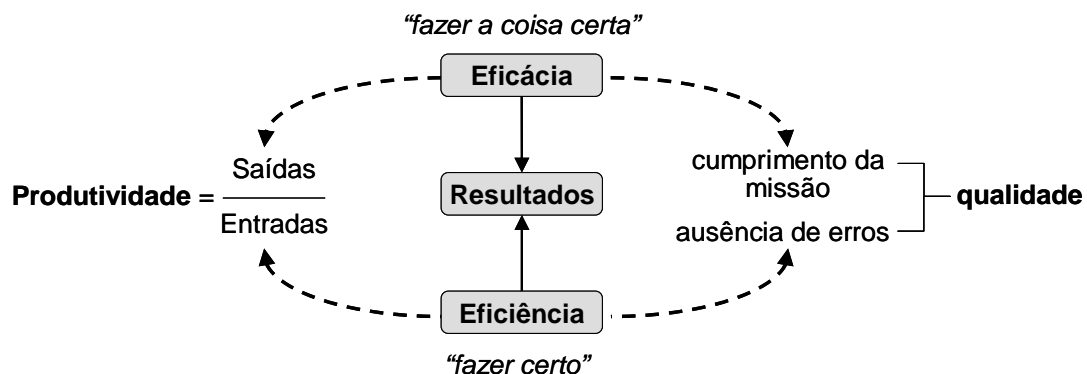 “fazer a coisa certa”
Eficácia
Saídas
Produtividade =
Entradas
Resultados
cumprimento da
missão
ausência de erros
qualidade
Eficiência
“fazer certo”